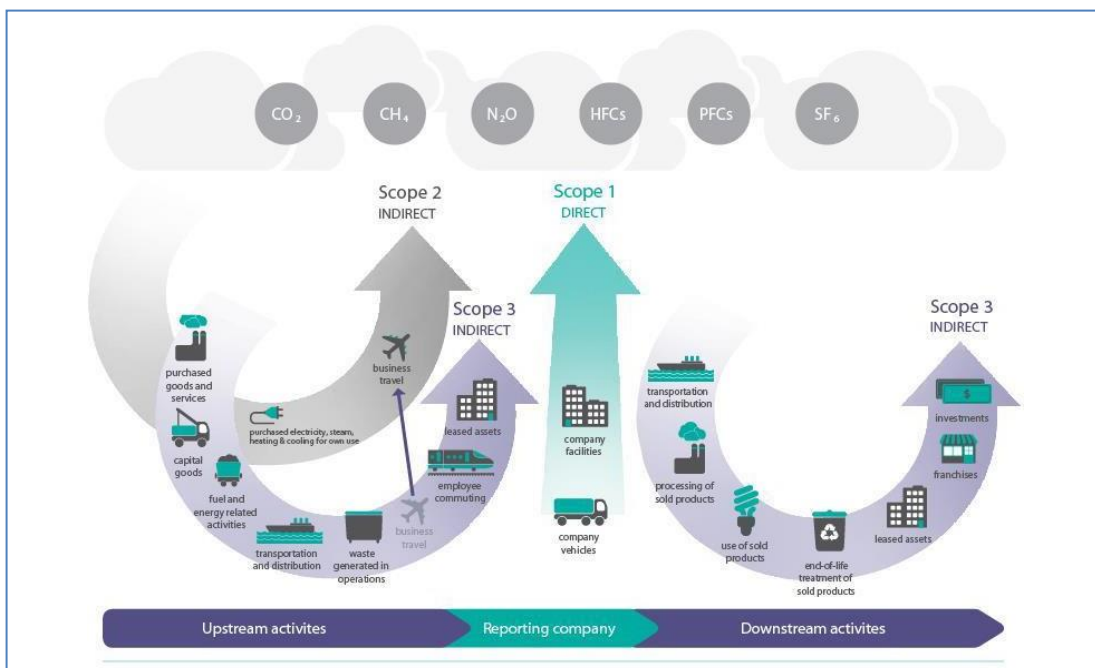 CO₂
CH₄
N₂O
HFCs
PFCs
SF₆
Scope 2
INDIRECT
Scope 1
DIRECT
Scope 3
INDIRECT
Scope 3
INDIRECT
purchased
goods and
services
capital
goods
fuel and
energy related
activities
transportation
and distribution
waste
generated in
operations
business
travel
purchased electricity, steam,
heating & cooling for own use
business
travel
employee
commuting
leased assets
company
facilities
company
vehicles
transportation
and distribution
processing of
sold products
use of sold
products
end-of-life
treatment of
sold products
leased assets
franchises
$
investments
Upstream activites
Reporting company
Downstream activites